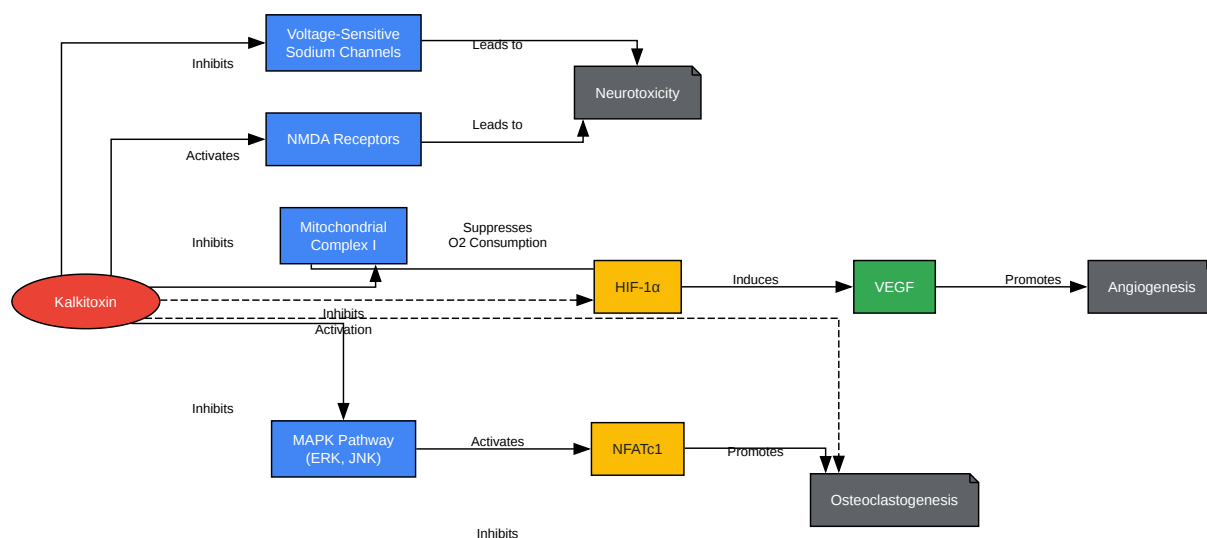 Voltage-Sensitive
Sodium Channels
Leads to
Inhibits
Neurotoxicity
Leads to
NMDA Receptors
Activates
Mitochondrial
Complex I
Suppresses
O2 Consumption
Inhibits
Kalkitoxin
HIF-1α
Induces
VEGF
Promotes
Angiogenesis
Inhibits
Activation
Inhibits
MAPK Pathway
(ERK, JNK)
Activates
NFATc1
Promotes
Osteoclastogenesis
Inhibits